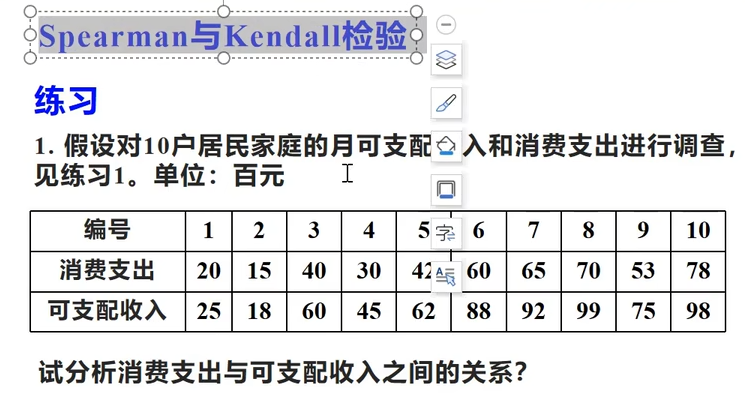 Spearman与Kendall检验
练习
1. 假设对10户居民家庭的月可支配入和消费支出进行调查，
见练习1。单位：百元
编号 1 2 3 4 5 6 7 8 9 10
消费支出 20 15 40 30 42 60 65 70 53 78
可支配收入 25 18 60 45 62 88 92 99 75 98
试分析消费支出与可支配收入之间的关系？